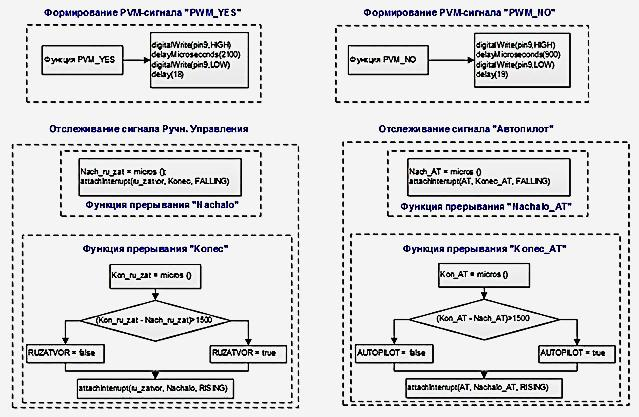 Формирование PVM-сигнала "PWM_YES"
Функция PVM_YES
digitalWrite(pin9,HIGH)
delayMicroseconds(2100)
digitalWrite(pin9,LOW)
delay(18)
Формирование PVM-сигнала "PWM_NO"
Функция PVM_NO
digitalWrite(pin9,HIGH)
delayMicroseconds(900)
digitalWrite(pin9,LOW)
delay(19)
Отслеживание сигнала Ручн. Управления
Nach_ru_zat = micros ();
attachInterrupt(ru_zatvor, Konec, FALLING)
Функция прерывания "Nachalo"
Функция прерывания "Konec"
Kon_ru_zat = micros ()
(Kon_ru_zat - Nach_ru_zat)>1500
RUZATVOR = false
RUZATVOR = true
attachInterrupt(ru_zatvor, Nachalo, RISING)
Отслеживание сигнала "Автопилот"
Nach_AT = micros ()
attachInterrupt(AT, Konec_AT, FALLING)
Функция прерывания "Nachalo_AT"
Функция прерывания "Konec_AT"
Kon_AT = micros ()
(Kon_AT - Nach_AT)>1500
AUTOPILOT = false
AUTOPILOT = true
attachInterrupt(AT, Nachalo_AT, RISING)